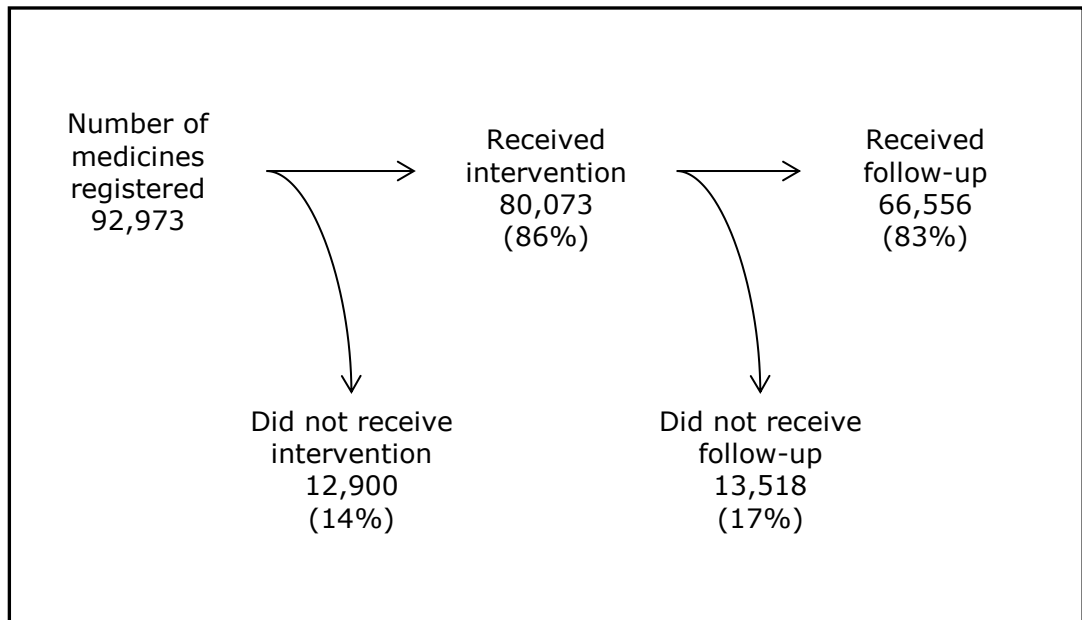 Number of
medicines
registered
92,973
Received
intervention
80,073
(86%)
Received
follow-up
66,556
(83%)
Did not receive
intervention
12,900
(14%)
Did not receive
follow-up
13,518
(17%)